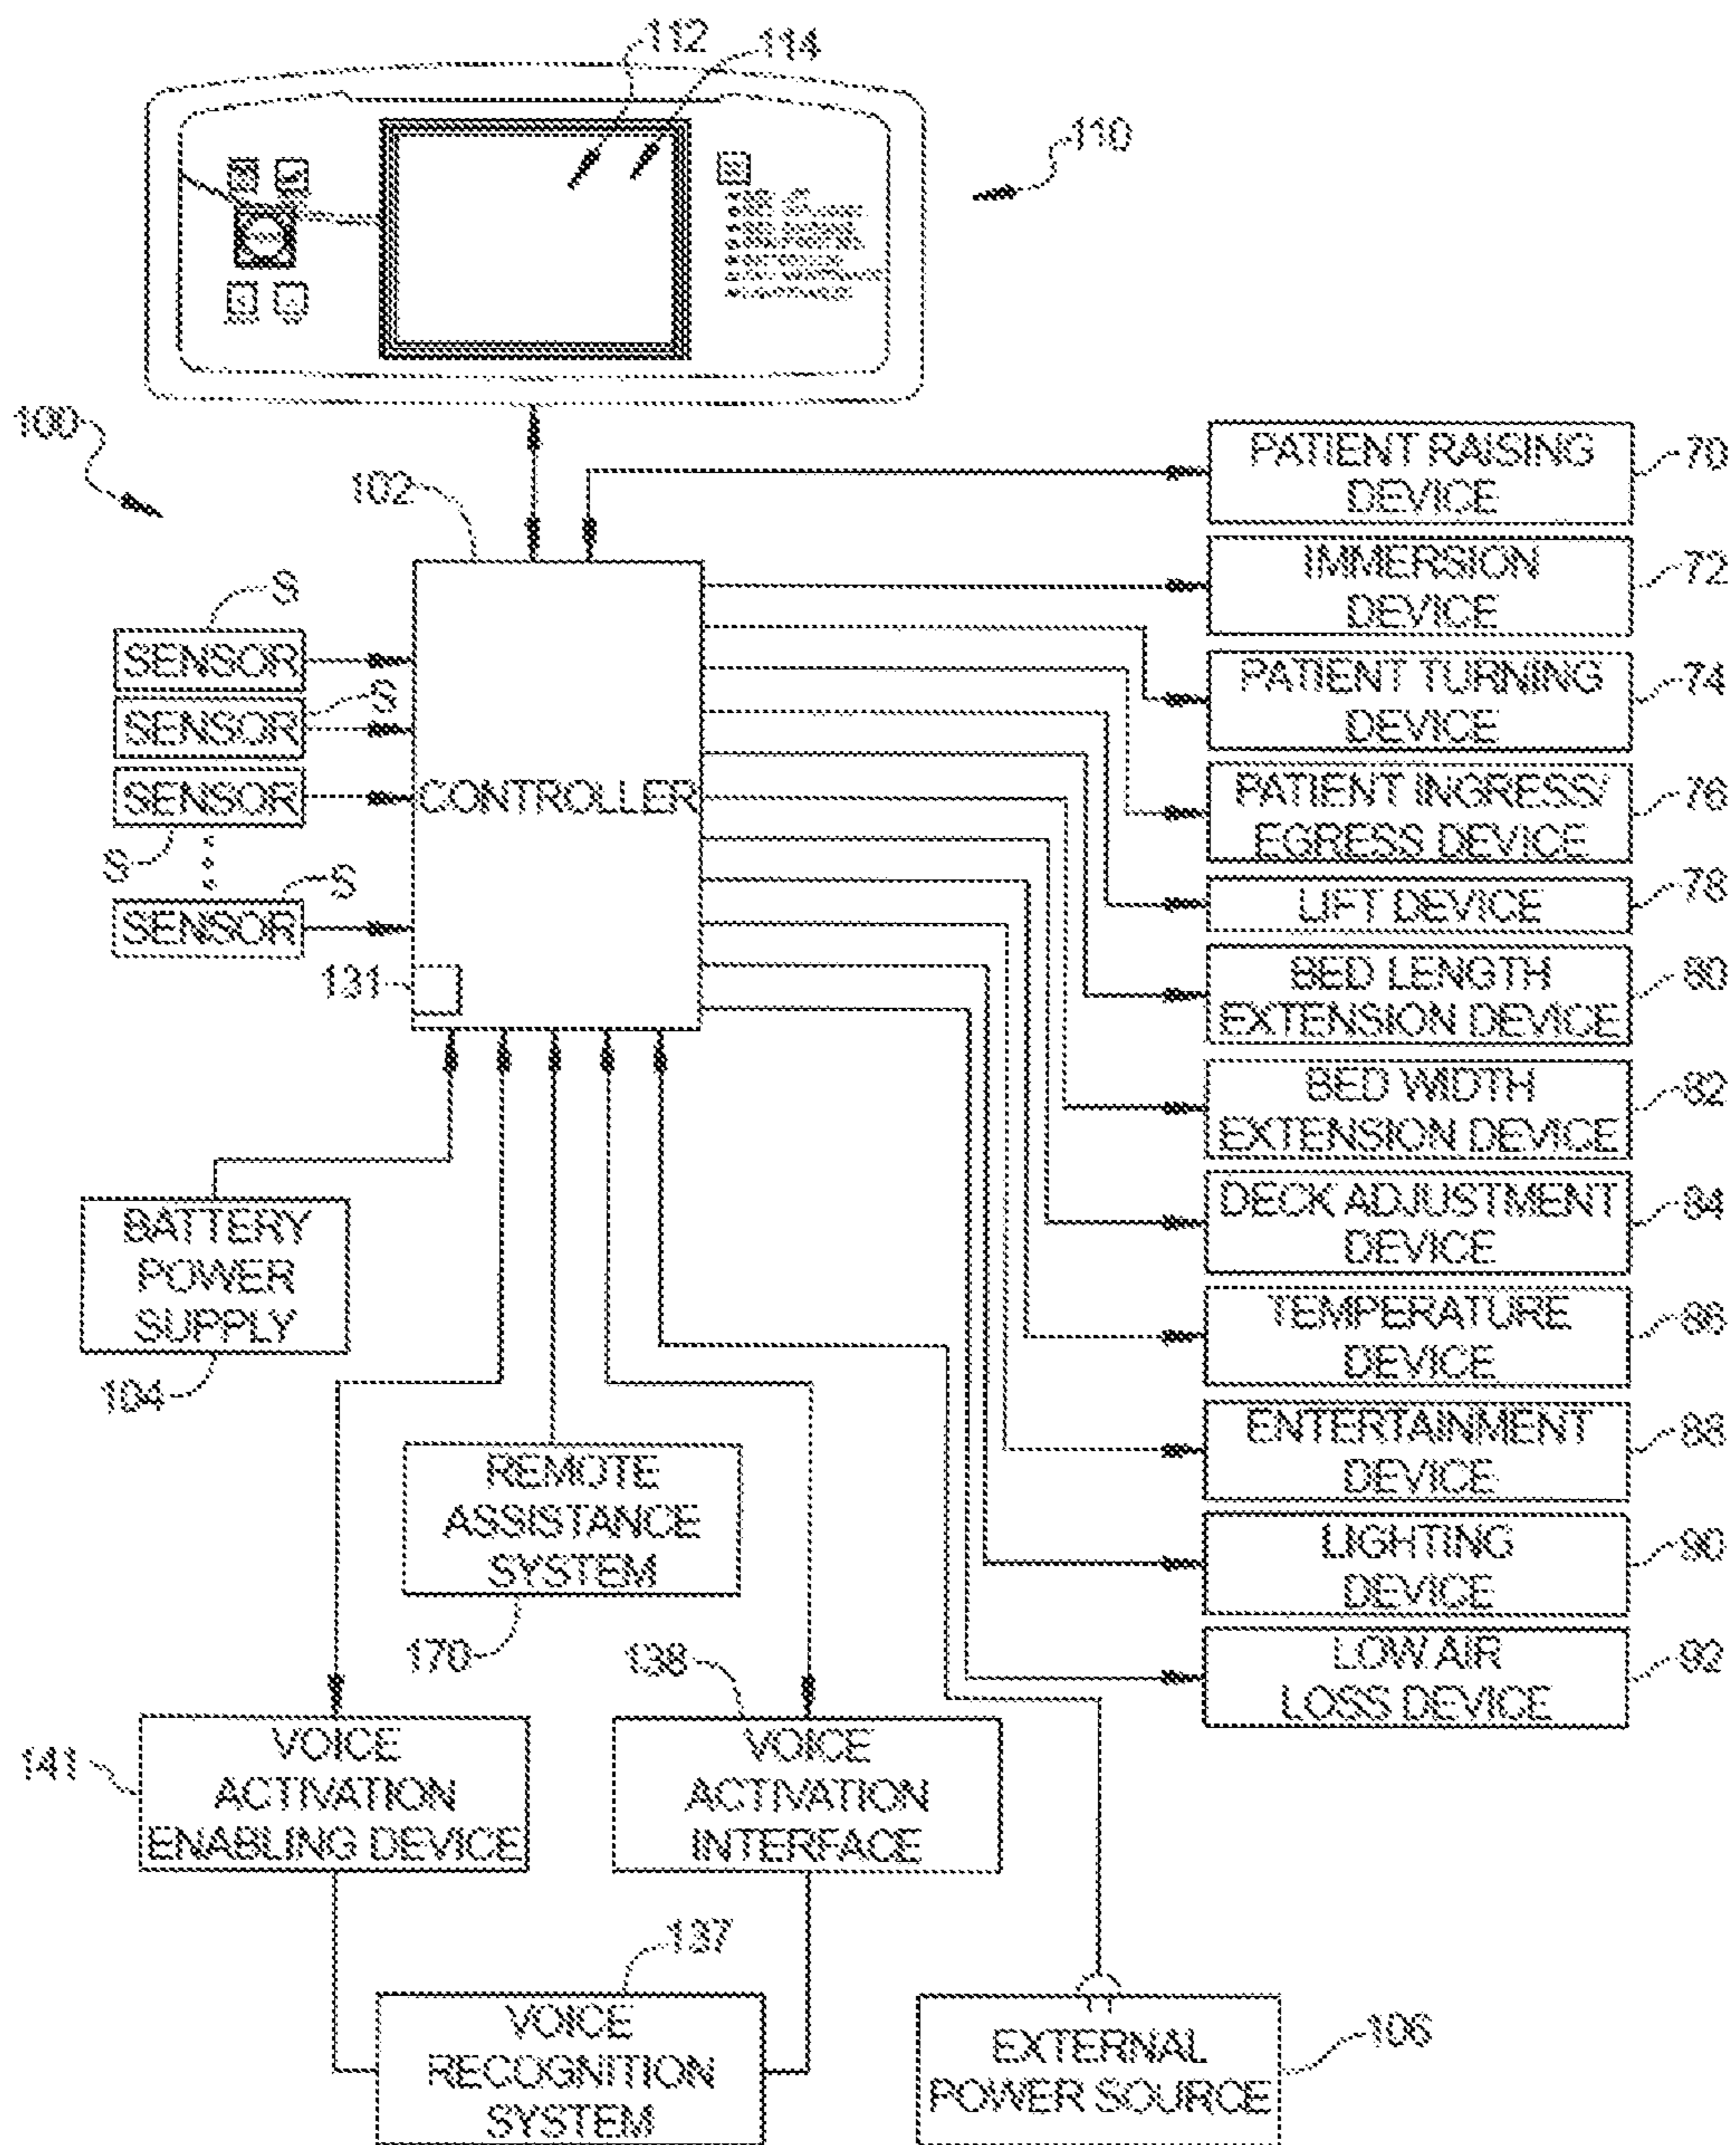 112
114
110
100
102
PATIENT RAISING
DEVICE
70
IMMERSION
DEVICE
72
S
SENSOR
S
SENSOR
PATIENT TURNING
DEVICE
74
SENSOR
S
CONTROLLER
PATIENT INGRESS/
EGRESS DEVICE
76
S
SENSOR
LIFT DEVICE
78
131
BED LENGTH
EXTENSION DEVICE
80
BED WIDTH
EXTENSION DEVICE
82
BATTERY
POWER
SUPPLY
104
DECK ADJUSTMENT
DEVICE
84
TEMPERATURE
DEVICE
86
REMOTE
ASSISTANCE
SYSTEM
170
ENTERTAINMENT
DEVICE
88
LIGHTING
DEVICE
90
138
LOW AIR
LOSS DEVICE
92
141
VOICE
ACTIVATION
ENABLING DEVICE
VOICE
ACTIVATION
INTERFACE
137
VOICE
RECOGNITION
SYSTEM
EXTERNAL
POWER SOURCE
106